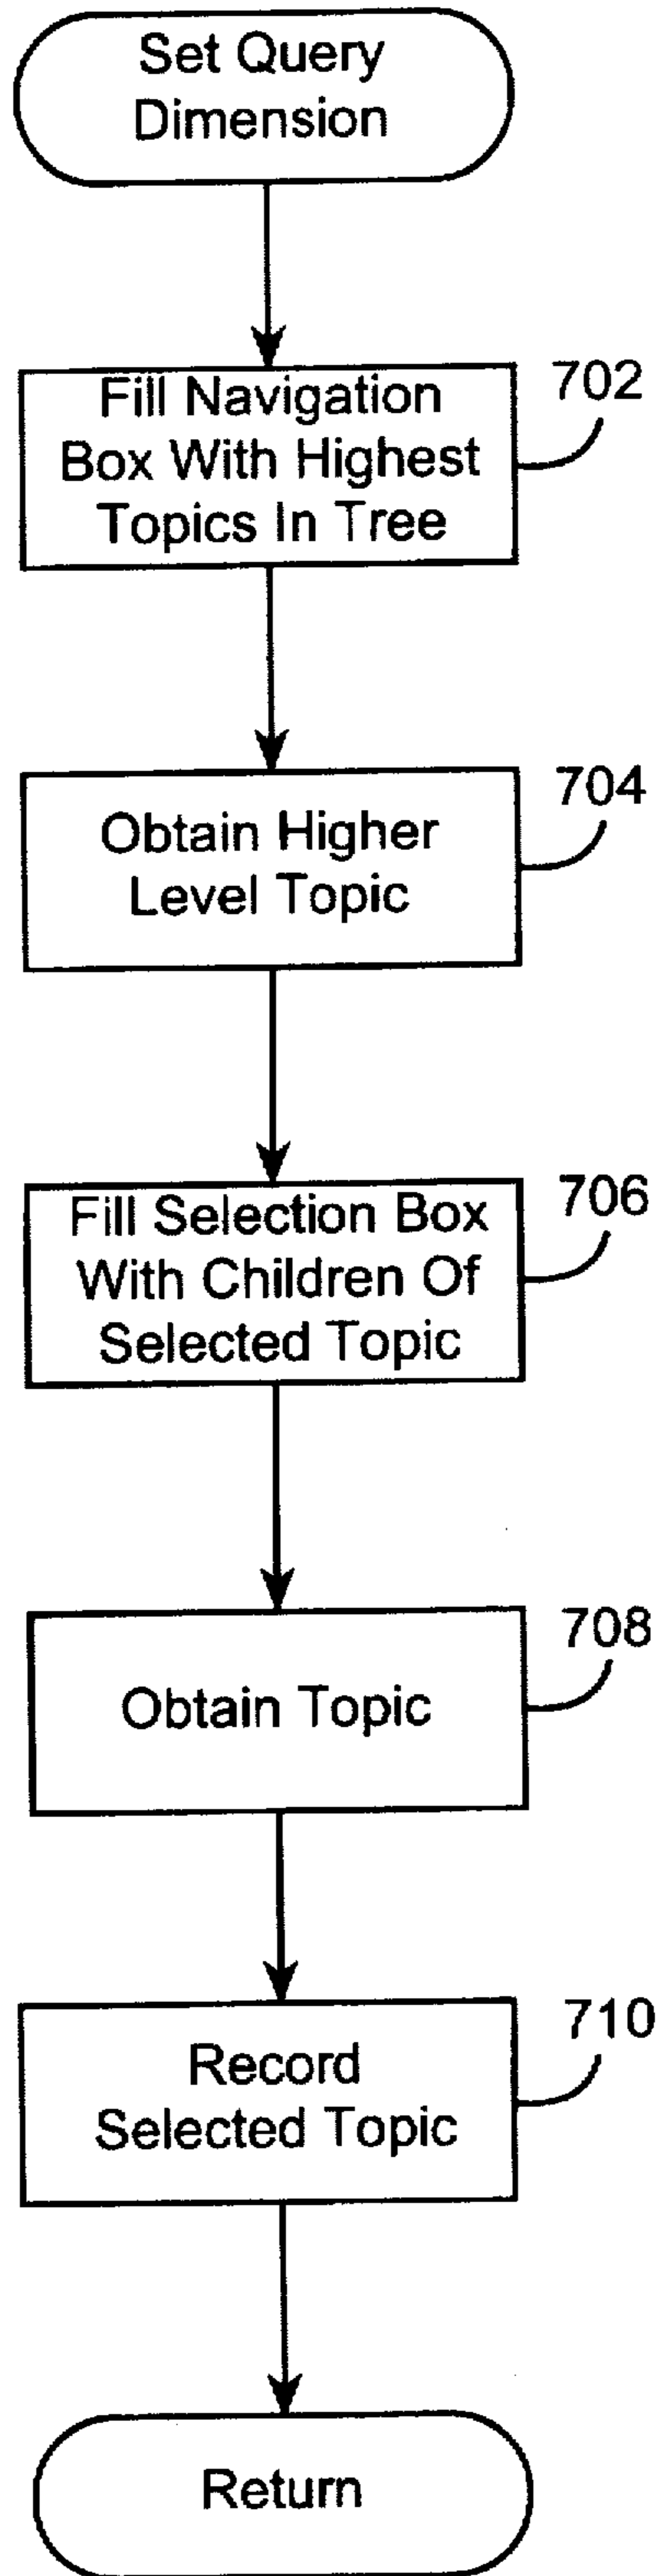 Set Query
Dimension
Fill Navigation
Box With Highest
Topics In Tree
702
Obtain Higher
Level Topic
704
Fill Selection Box
With Children Of
Selected Topic
706
Obtain Topic
708
Record
Selected Topic
710
Return